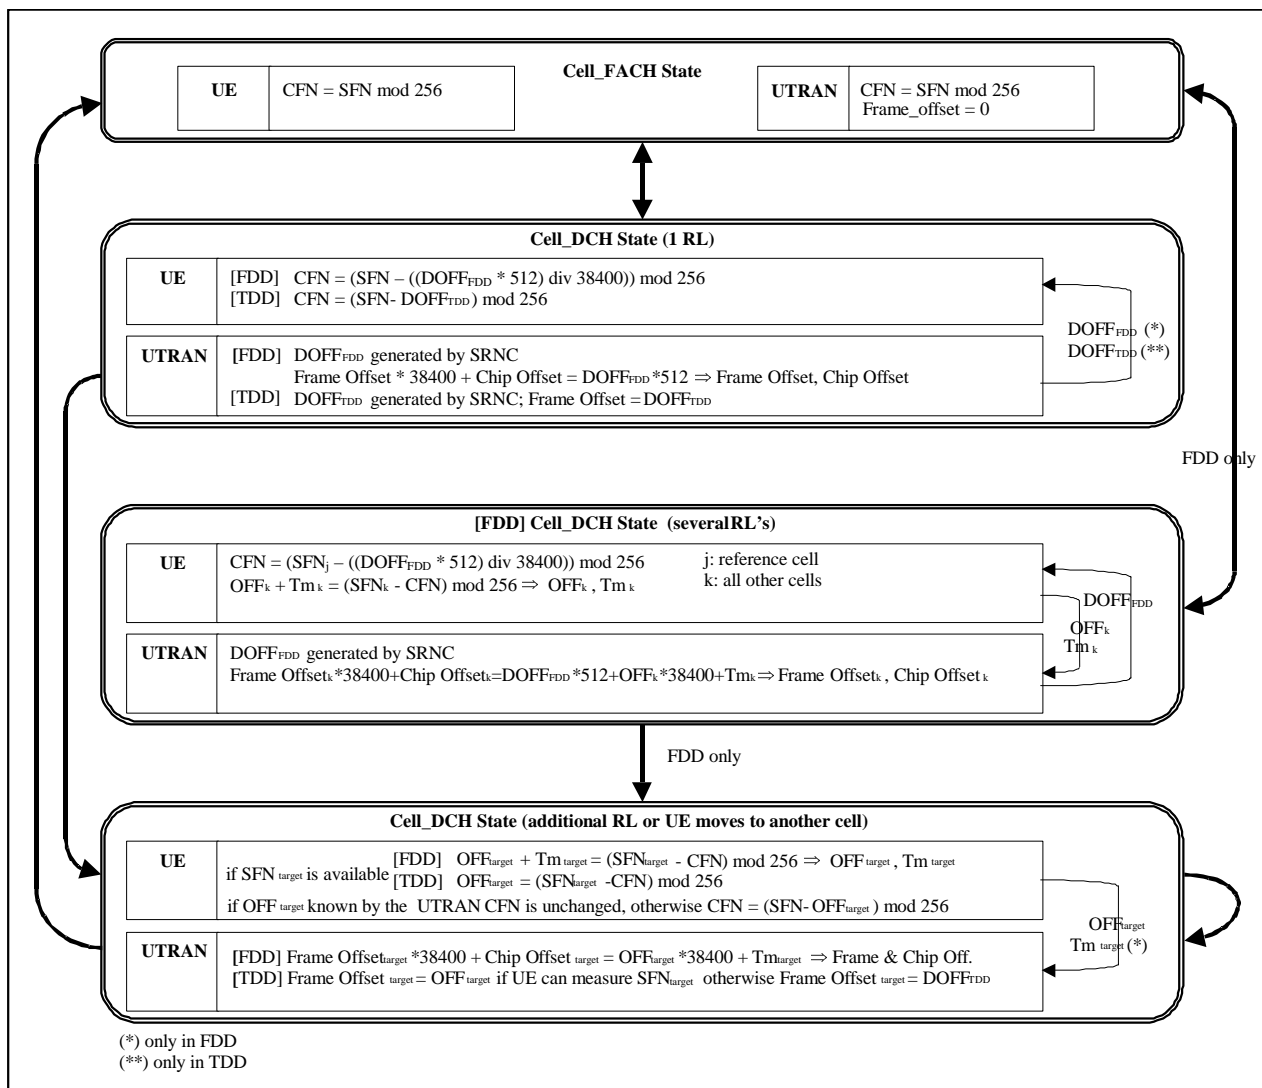 Cell_FACH State
UE CFN = SFN mod 256
UTRAN CFN = SFN mod 256
Frame_offset = 0
Cell_DCH State (1 RL)
UE [FDD] CFN = (SFN – ((DOFFFDD * 512) div 38400)) mod 256
[TDD] CFN = (SFN- DOFFTDD) mod 256
UTRAN [FDD] DOFFFDD generated by SRNC
Frame Offset * 38400 + Chip Offset = DOFFFDD *512 ⇒ Frame Offset, Chip Offset
[TDD] DOFFTDD generated by SRNC; Frame Offset = DOFFTDD
DOFFFDD (*)
DOFFTDD (**)
FDD only
[FDD] Cell_DCH State (severalRL's)
UE CFN = (SFNj – ((DOFFFDD * 512) div 38400)) mod 256
OFFk + Tmk = (SFNk - CFN) mod 256 ⇒ OFFk , Tmk
j: reference cell
k: all other cells
UTRAN DOFFFDD generated by SRNC
Frame Offsetk*38400+Chip Offsetk=DOFFFDD*512+OFFk*38400+Tmk⇒ Frame Offsetk, Chip Offsetk
DOFFFDD
OFFk
Tmk
FDD only
Cell_DCH State (additional RL or UE moves to another cell)
UE if SFN target is available
[FDD] OFFtarget + Tmtarget = (SFNtarget - CFN) mod 256 ⇒ OFFtarget, Tmtarget
[TDD] OFFtarget = (SFNtarget -CFN) mod 256
if OFF target known by the UTRAN CFN is unchanged, otherwise CFN = (SFN- OFFtarget) mod 256
UTRAN [FDD] Frame Offsettarget *38400 + Chip Offset target = OFFtarget *38400 + Tmtarget ⇒ Frame & Chip Off.
[TDD] Frame Offset target = OFF target if UE can measure SFNtarget otherwise Frame Offset target = DOFFTDD
OFFtarget
Tm target (*)
(*) only in FDD
(**) only in TDD